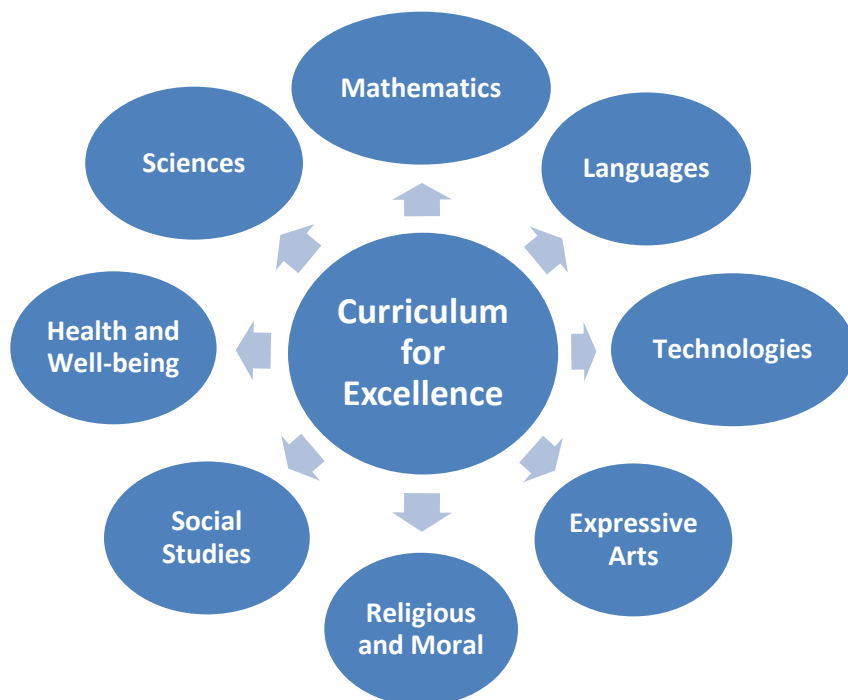 Mathematics
Sciences
Languages
Curriculum
for
Excellence
Health and
Well-being
Technologies
Social
Studies
Expressive
Arts
Religious
and Moral